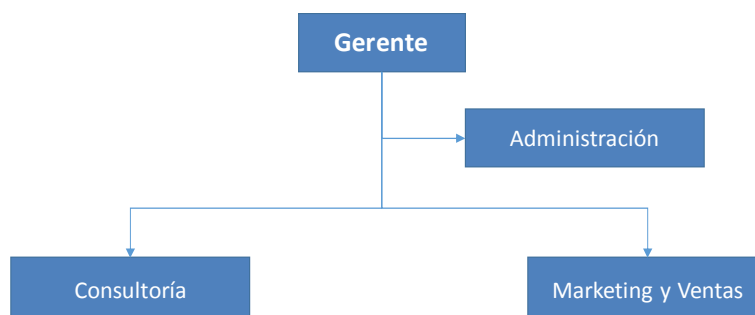 Gerente
Administración
Consultoría
Marketing y Ventas